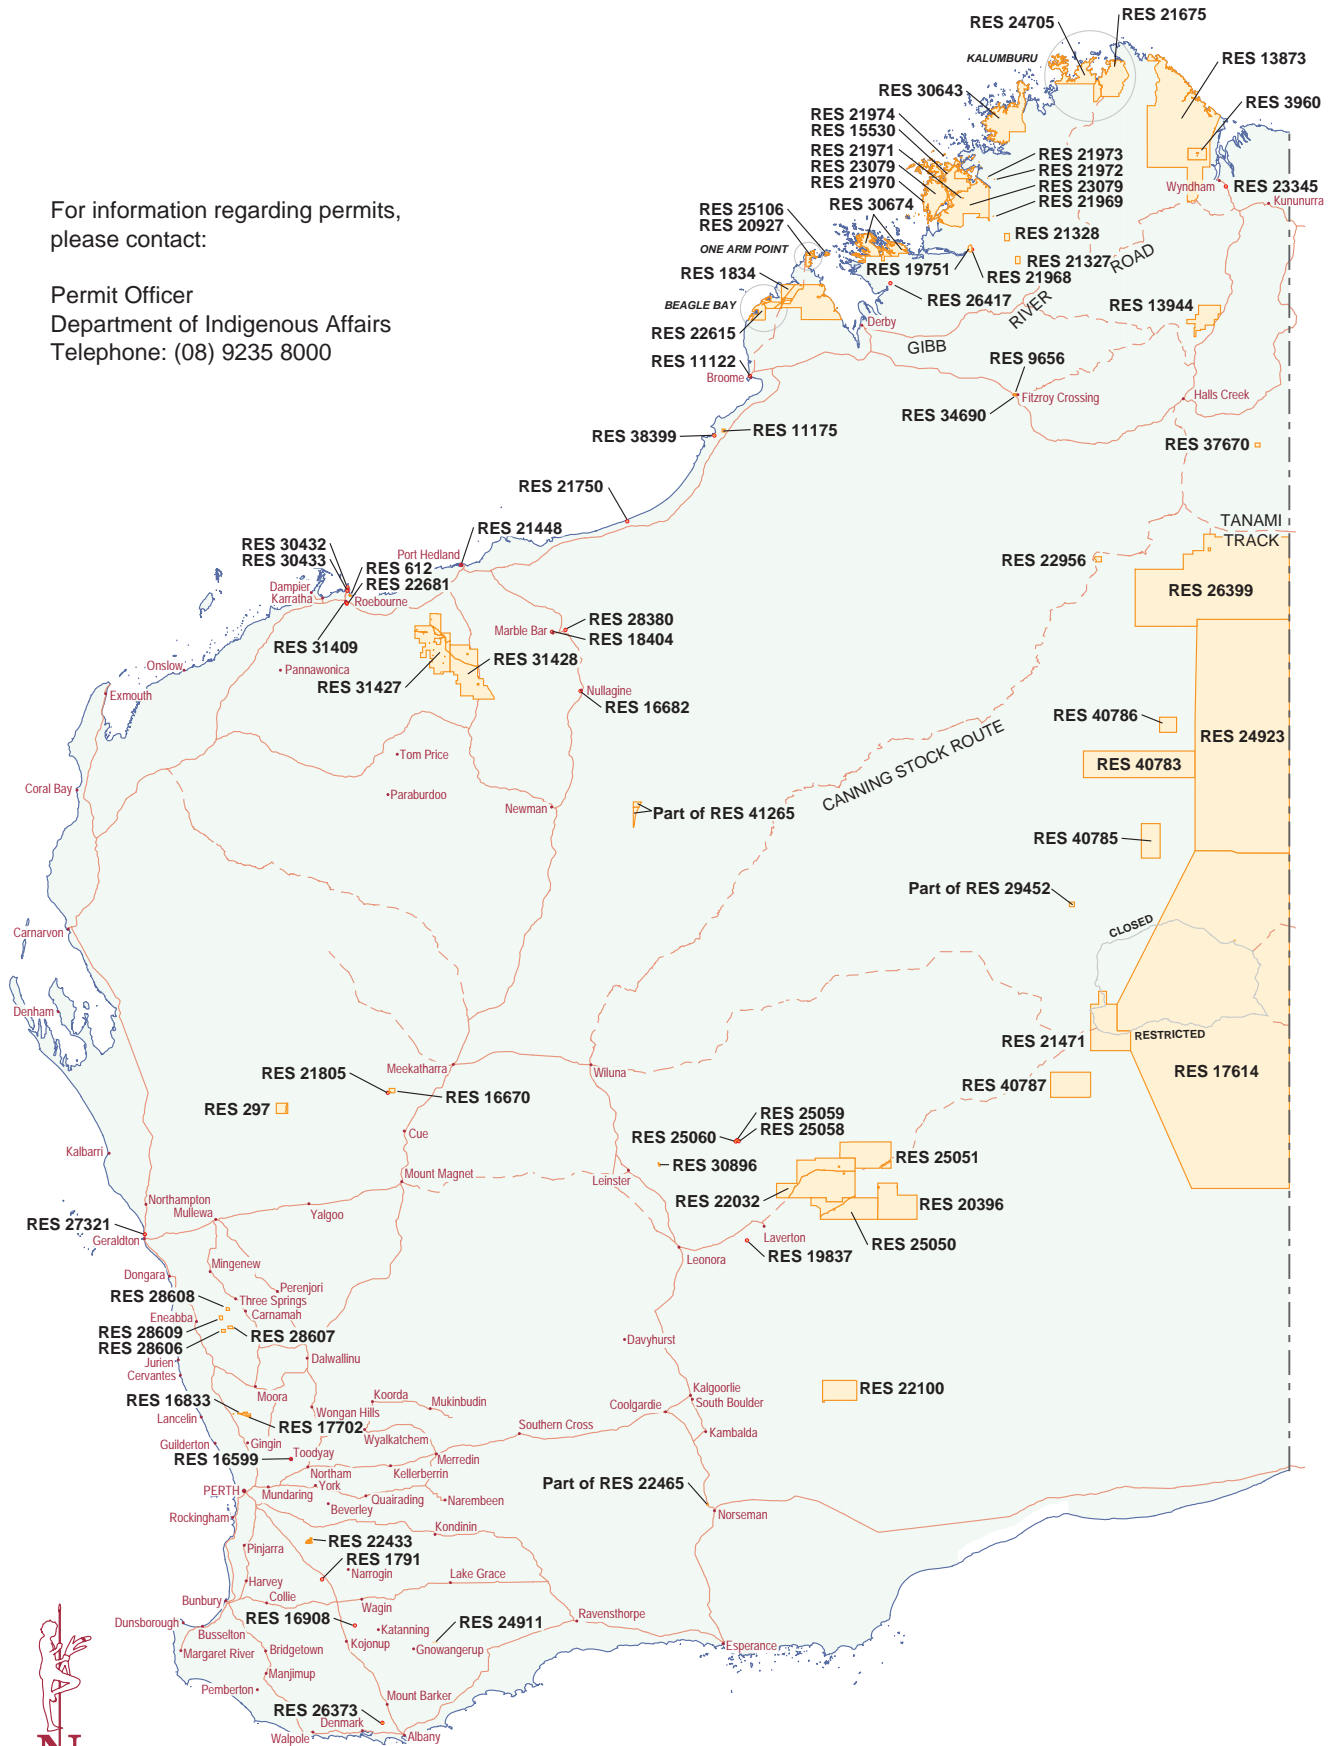 RES 24705
RES 21675
KALUMBURU
RES 13873
RES 30643
RES 3960
RES 21974
RES 15530
RES 21971
RES 23079
RES 21970
RES 30674
RES 21973
RES 21972
RES 23079
RES 21969
Wyndham
RES 23345
Kununurra
For information regarding permits,
please contact:
Permit Officer
Department of Indigenous Affairs
Telephone: (08) 9235 8000
RES 25106
RES 20927
ONE ARM POINT
RES 21328
RES 1834
RES 19751
RES 21327
RES 21968
GIBB RIVER ROAD
BEAGLE BAY
RES 26417
RES 13944
RES 22615
Derby
RES 11122
Broome
RES 9656
Fitzroy Crossing
RES 34690
Halls Creek
RES 38399
RES 11175
RES 37670
RES 21750
RES 21448
TANAMI
TRACK
RES 30432
RES 30433
Port Hedland
RES 612
RES 22681
RES 22956
RES 26399
Dampier
Karratha
Roebourne
RES 28380
Marble Bar
RES 18404
RES 31409
RES 31428
Onslow
Pannawonica
RES 31427
Exmouth
Nullagine
RES 16682
RES 40786
RES 24923
CANNING STOCK ROUTE
Tom Price
RES 40783
Coral Bay
Paraburdoo
Newman
Part of RES 41265
RES 40785
Part of RES 29452
Carnarvon
CLOSED
Denham
RESTRICTED
RES 21471
Meekatharra
Wiluna
RES 17614
RES 21805
RES 16670
RES 40787
RES 297
RES 25059
RES 25060
RES 25058
Cue
Kalbarri
RES 25051
RES 30896
Mount Magnet
Leinster
RES 22032
RES 20396
Northampton
Mullewa
Yalgoo
RES 27321
Geraldton
Laverton
RES 25050
RES 19837
Leonora
Mingenew
Dongara
Perenjori
RES 28608
Three Springs
Carnamah
Eneabba
RES 28609
RES 28607
RES 28606
Davyhurst
Jurien
Dalwallinu
Cervantes
RES 22100
Moora
RES 16833
Koorda
Mukinbudin
Kalgoorlie
South Boulder
Coolgardie
Lancelin
Wongan Hills
RES 17702
Southern Cross
Kambalda
Guilderton
Gingin
Wyalkatchem
RES 16599
Toodyay
Merredin
Northam
Kellerberrin
PERTH
Mundaring
York
Part of RES 22465
Quairading
Narembeen
Beverley
Rockingham
Norseman
Kondinin
RES 22433
Pinjarra
RES 1791
Narrogin
Harvey
Lake Grace
Bunbury
Collie
Wagin
Dunsborough
RES 16908
RES 24911
Ravensthorpe
Busselton
Katanning
Kojonup
Gnowangerup
Esperance
Margaret River
Bridgetown
Manjimup
Pemberton
Mount Barker
RES 26373
Denmark
Walpole
Albany
N